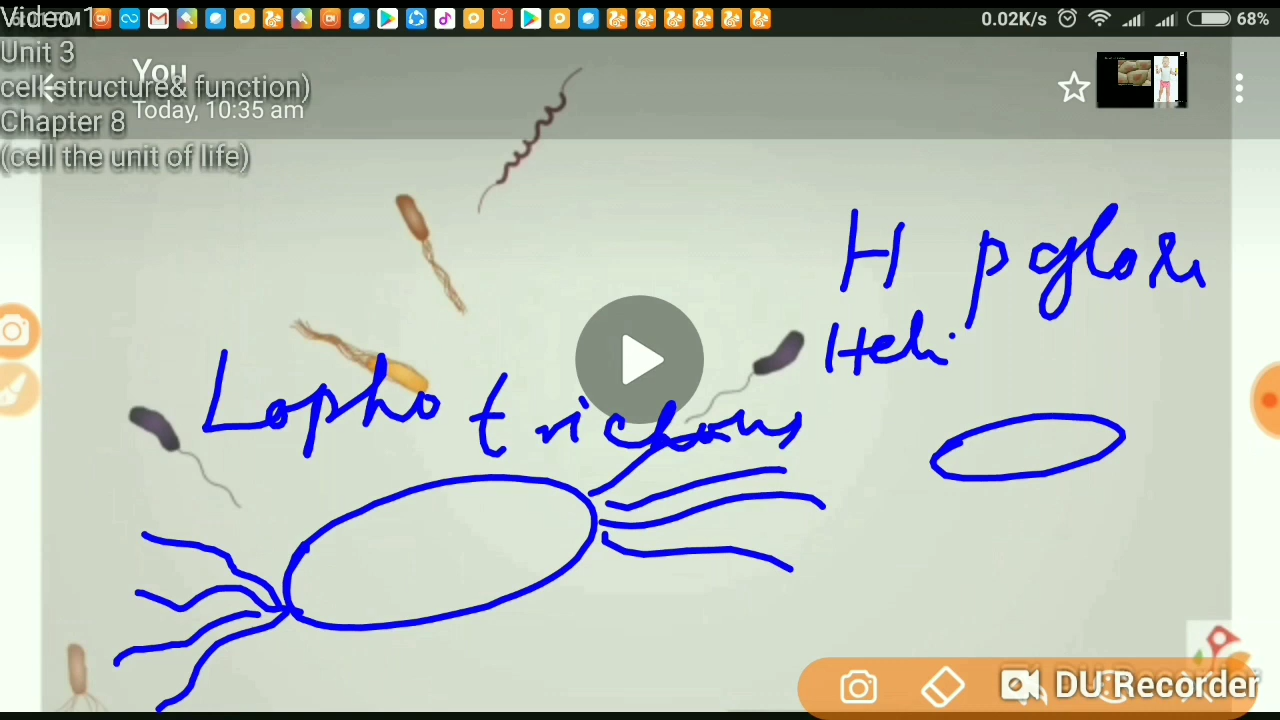 Video 1
0.02K/s 68%
Unit 3
You
cell structure& function)
Today, 10:35 am
Chapter 8
(cell the unit of life)
H pylori
Heli
Lophotrichous
DU Recorder